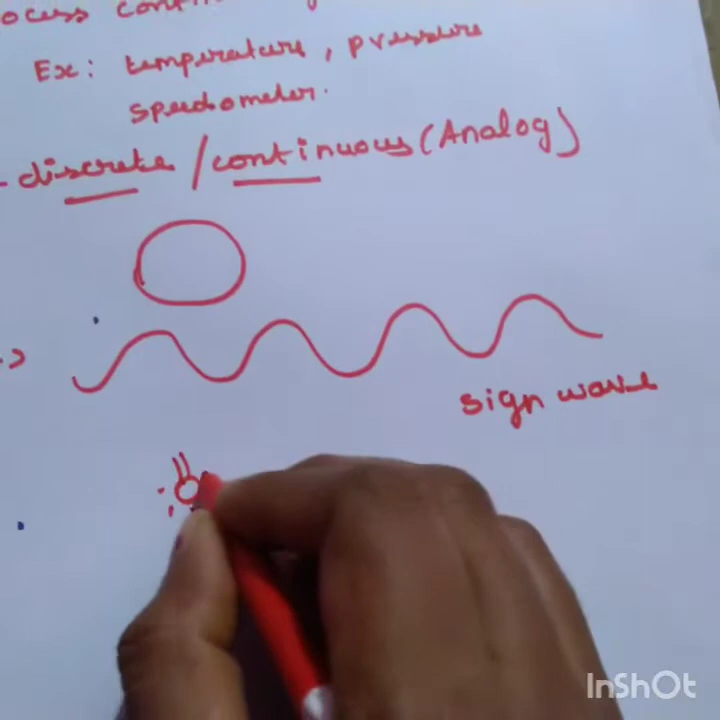 Ex: temperature, pressure
speedometer.
discrete / continuous (Analog)
sign wave
InShOt